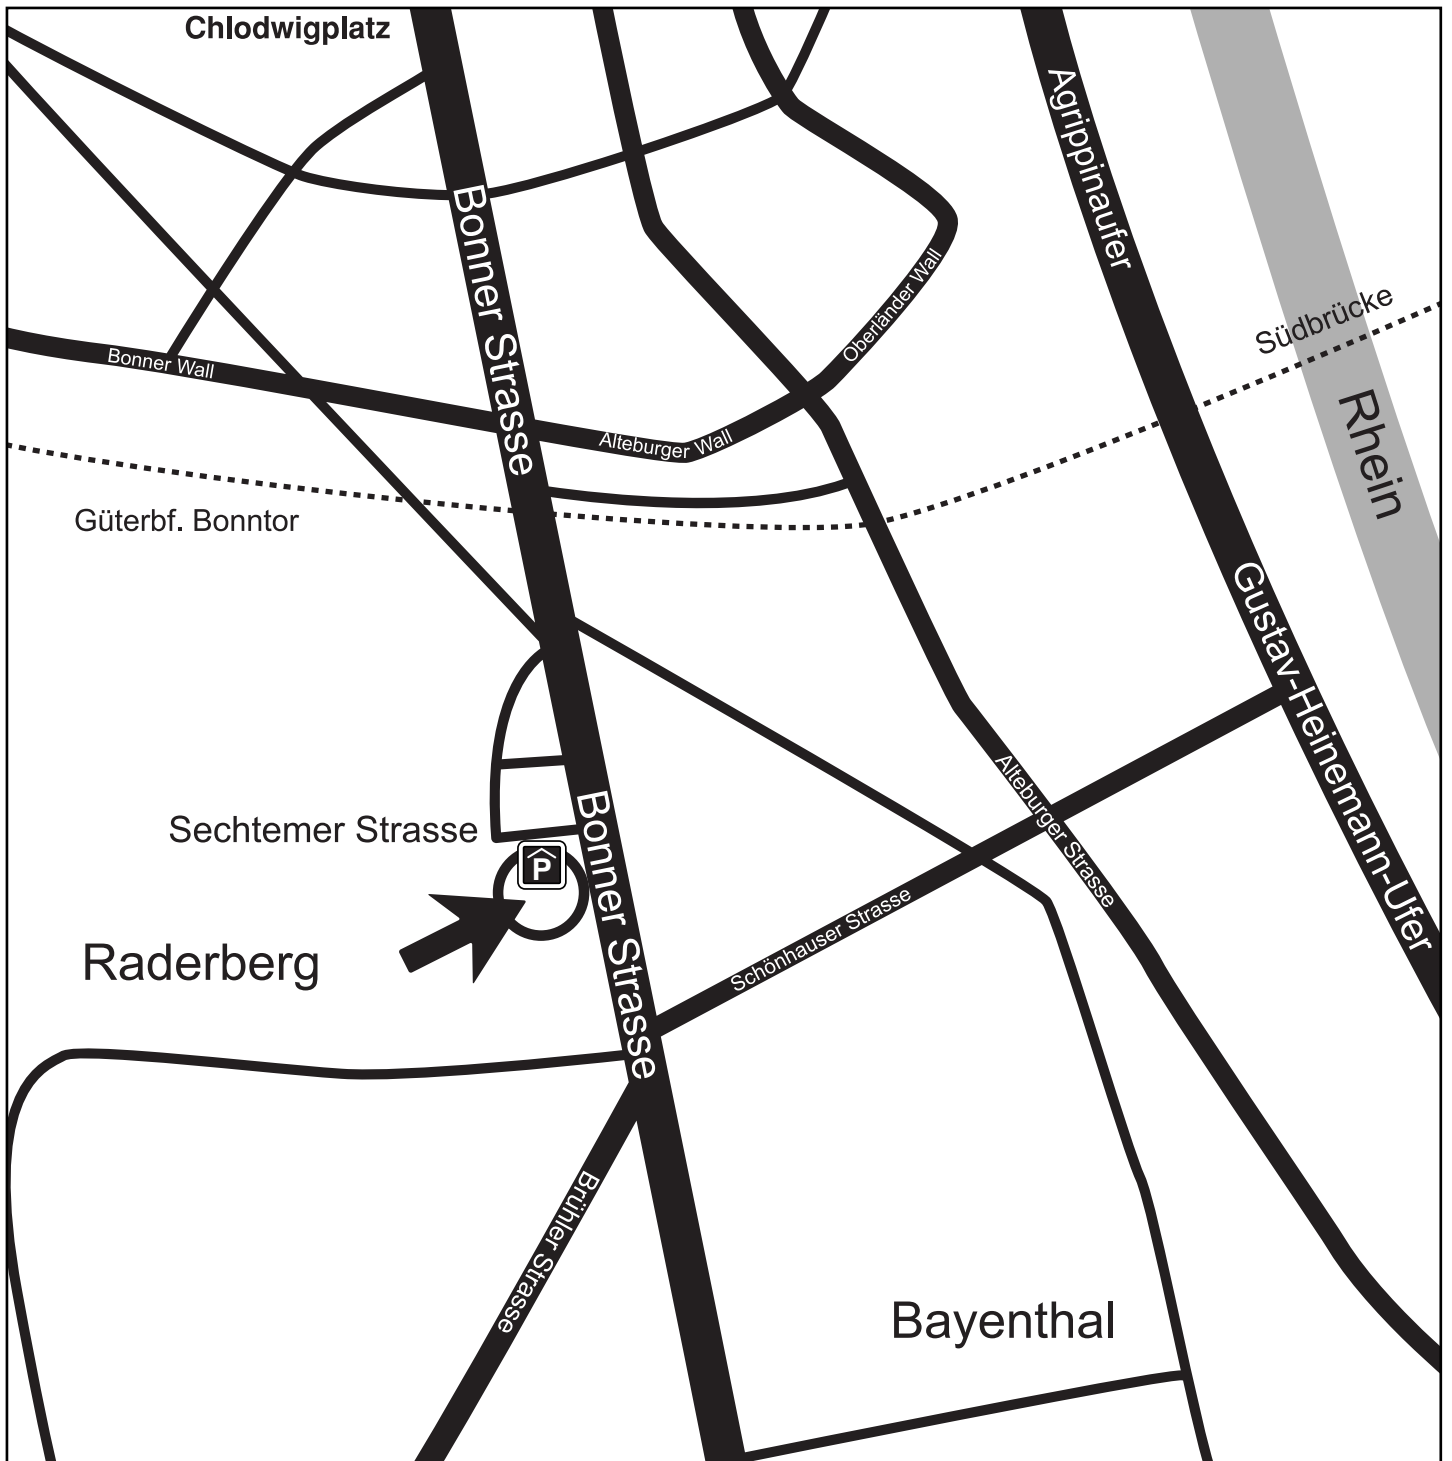 Chlodwigplatz
Agrippinaufer
Bonner Strasse
Oberländer Wall
Südbrücke
Bonner Wall
Rhein
Alteburger Wall
Güterbf. Bonntor
Gustav-Heinemann-Ufer
Alteburger Strasse
Bonner Strasse
Sechtemer Strasse
P
Schönhauser Strasse
Raderberg
Brühler Strasse
Bayenthal